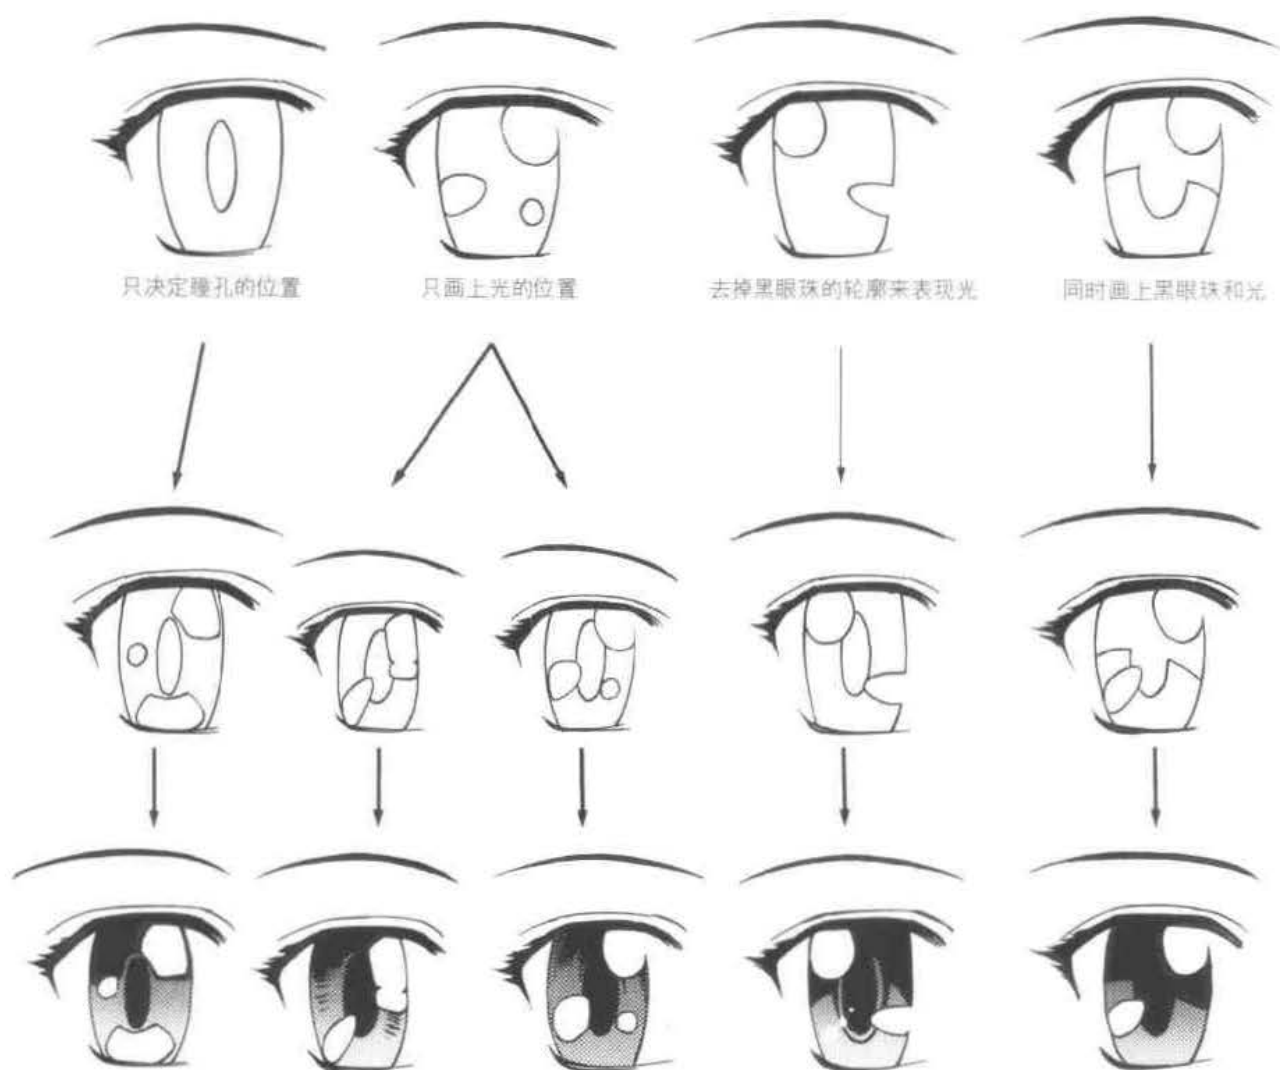 只决定瞳孔的位置
只画上光的位置
去掉黑眼珠的轮廓来表现光
同时画上黑眼珠和光